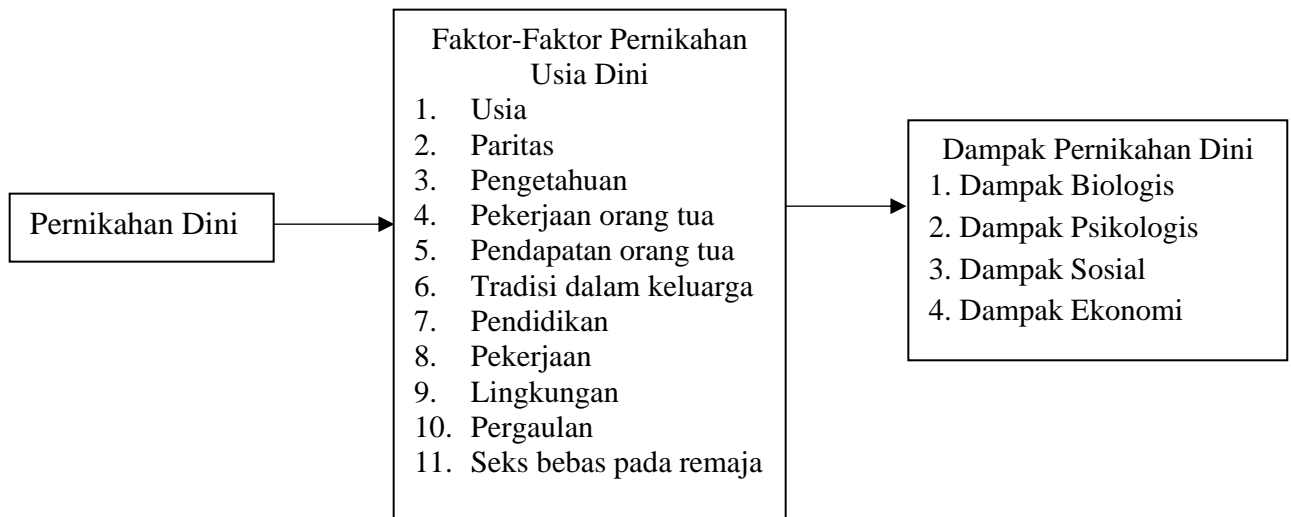 Pernikahan Dini
Faktor-Faktor Pernikahan
Usia Dini
1. Usia
2. Paritas
3. Pengetahuan
4. Pekerjaan orang tua
5. Pendapatan orang tua
6. Tradisi dalam keluarga
7. Pendidikan
8. Pekerjaan
9. Lingkungan
10. Pergaulan
11. Seks bebas pada remaja
Dampak Pernikahan Dini
1. Dampak Biologis
2. Dampak Psikologis
3. Dampak Sosial
4. Dampak Ekonomi